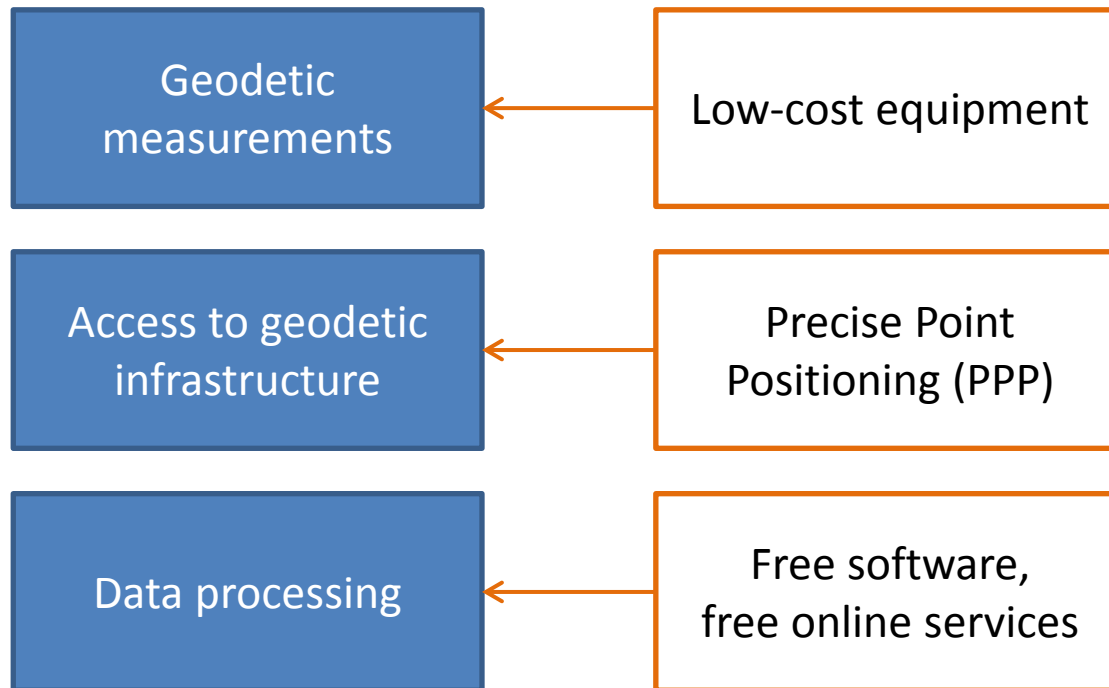 Geodetic
measurements
Low-cost equipment
Access to geodetic
infrastructure
Precise Point
Positioning (PPP)
Data processing
Free software,
free online services